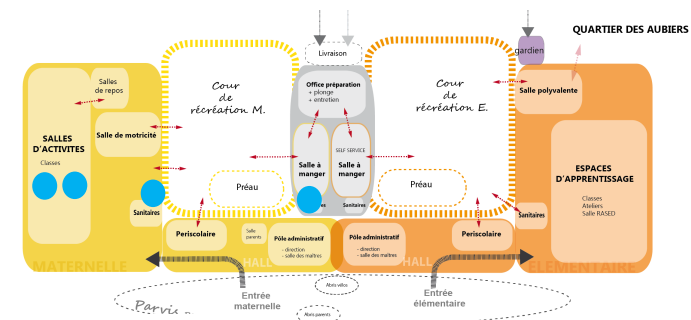 QUARTIER DES AUBIERS
Livraison
gardien
Salles
de repos
Cour
de
récréation M.
Office préparation
+ plonge
+ entretien
Cour
de
récréation E.
Salle polyvalente
Salle de motricité
SALLES
D'ACTIVITES
Classes
SELF SERVICE
Salle à
manger
Salle à
manger
ESPACES
D'APPRENTISSAGE
Classes
Ateliers
Salle RASED
Préau
Préau
Sanitaires
Sanitaires
Sanitaires
Periscolaire
Salle
parents
Pôle administratif
- direction
- salle des maîtres
Pôle administratif
- direction
- salle des maîtres
Periscolaire
MATERNELLE
HALL
HALL
ELEMENTAIRE
Entrée
maternelle
Abris vélos
Entrée
élémentaire
Parvis
Abris parents